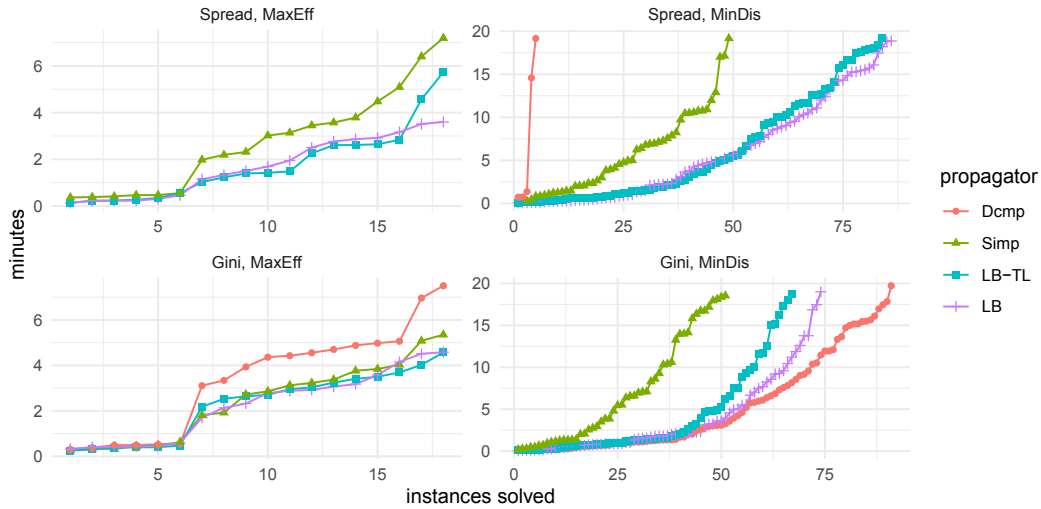 Spread, MaxEff
Spread, MinDis
6
4
2
0
5
10
15
20
15
10
5
0
0
25
50
75
minutes
Gini, MaxEff
Gini, MinDis
6
4
2
0
5
10
15
20
15
10
5
0
0
25
50
75
instances solved
propagator
Dcmp
Simp
LB−TL
LB